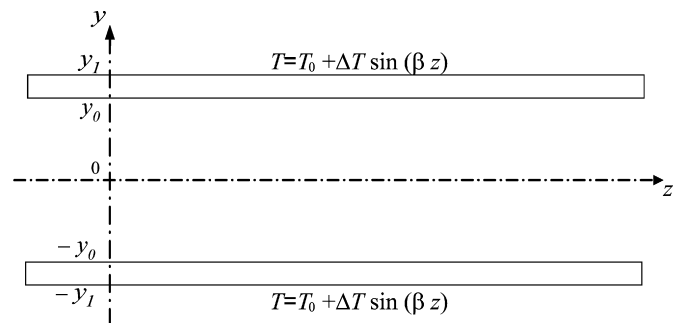 y
y₁ T=T₀ +ΔT sin (β z)
y₀
0
z
− y₀
− y₁ T=T₀ +ΔT sin (β z)